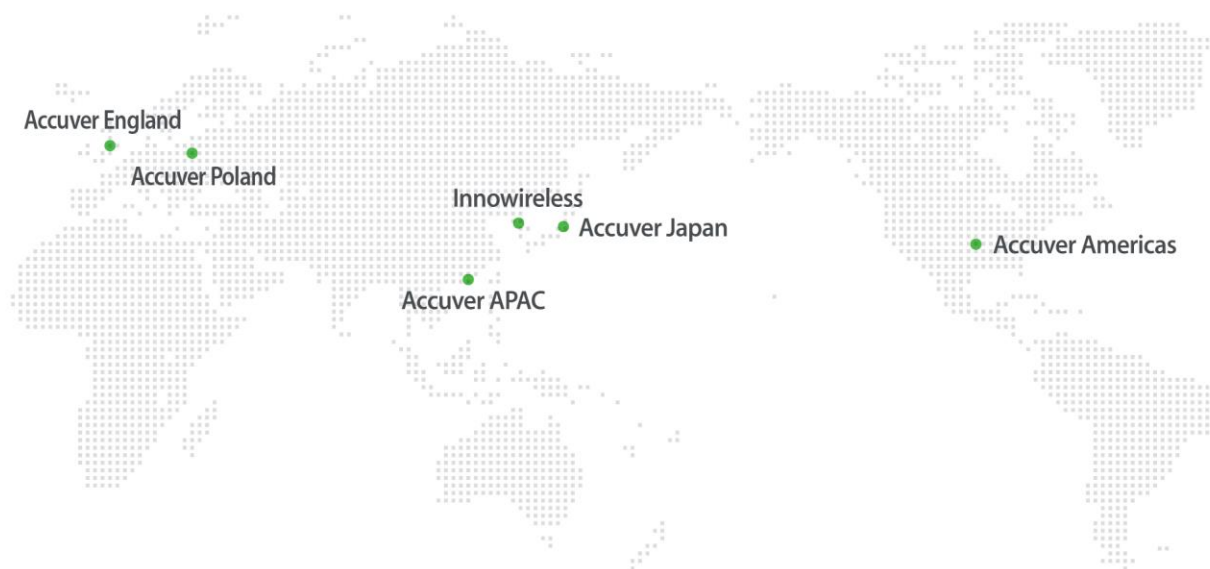 Accuver England
Accuver Poland
Innowireless
Accuver Japan
Accuver Americas
Accuver APAC